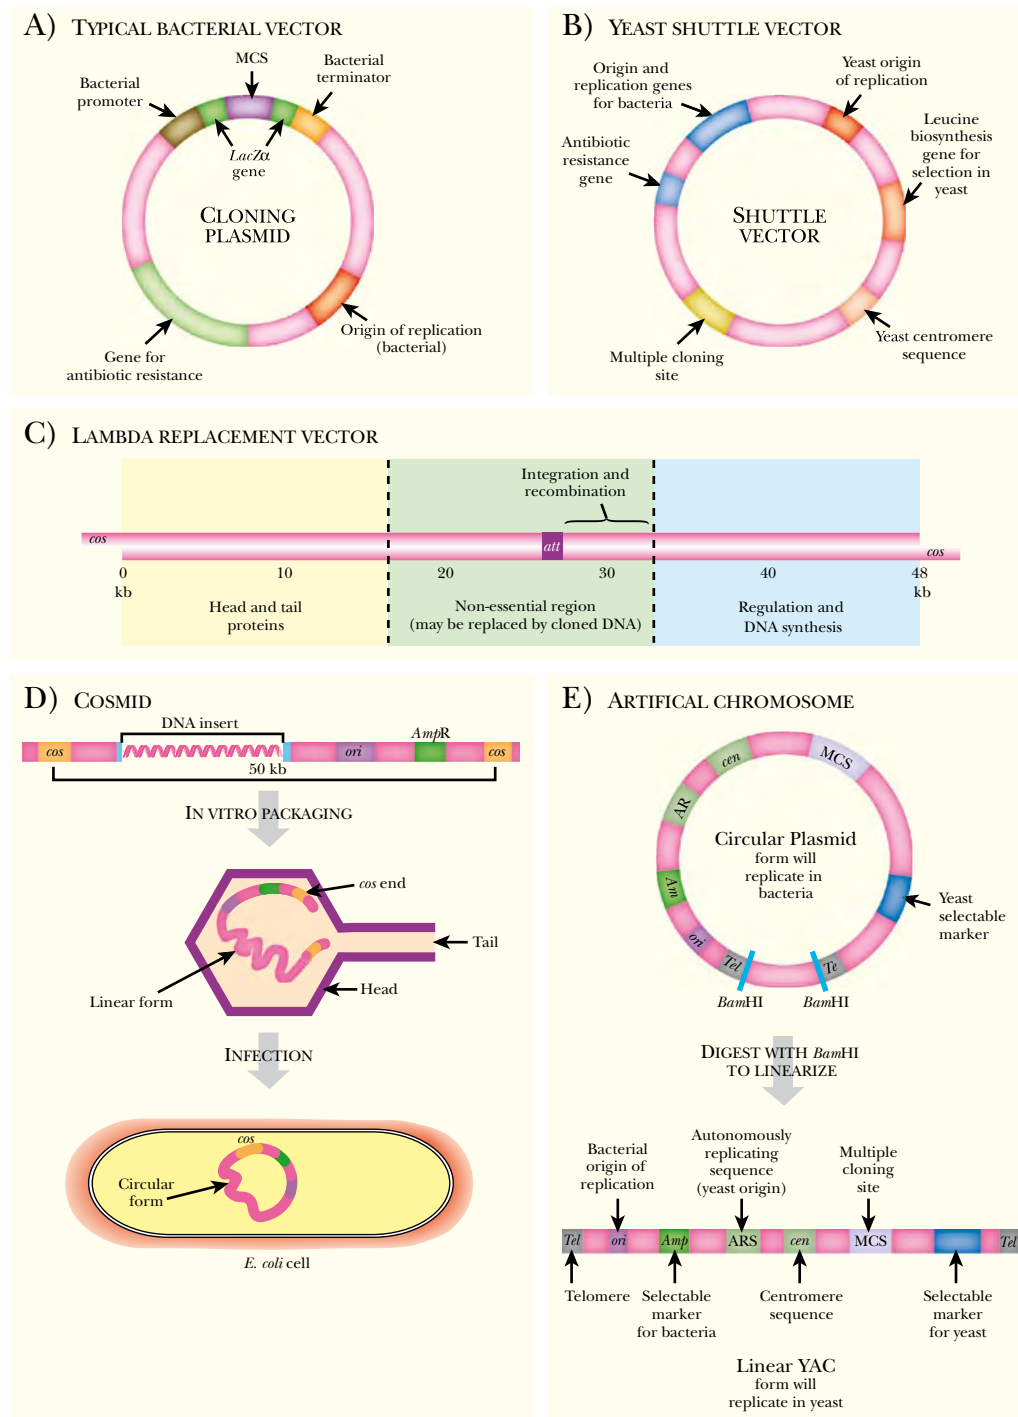 A) TYPICAL BACTERIAL VECTOR
MCS
Bacterial
terminator
Bacterial
promoter
LacZα
gene
CLONING
PLASMID
Origin of replication
(bacterial)
Gene for
antibiotic resistance
B) YEAST SHUTTLE VECTOR
Origin and
replication genes
for bacteria
Yeast origin
of replication
Leucine
biosynthesis
gene for
selection in
yeast
Antibiotic
resistance
gene
SHUTTLE
VECTOR
Yeast centromere
sequence
Multiple cloning
site
C) LAMBDA REPLACEMENT VECTOR
Integration and
recombination
cos
att
cos
0 10 20 30 40 48
kb kb
Head and tail
proteins
Non-essential region
(may be replaced by cloned DNA)
Regulation and
DNA synthesis
D) COSMID
DNA insert
AmpR
cos ori cos
50 kb
IN VITRO PACKAGING
cos end
Tail
Head
Linear form
INFECTION
cos
Circular
form
E. coli cell
E) ARTIFICAL CHROMOSOME
cen
MCS
AR
Circular Plasmid
form will
replicate in
bacteria
Am
Yeast
selectable
marker
ori
Tel
Te
BamHI BamHI
DIGEST WITH BamHI
TO LINEARIZE
Bacterial
origin of
replication
Autonomously
replicating
sequence
(yeast origin)
Multiple
cloning
site
Tel ori Amp ARS cen MCS Tel
Telomere
Selectable
marker
for bacteria
Centromere
sequence
Selectable
marker
for yeast
Linear YAC
form will
replicate in yeast